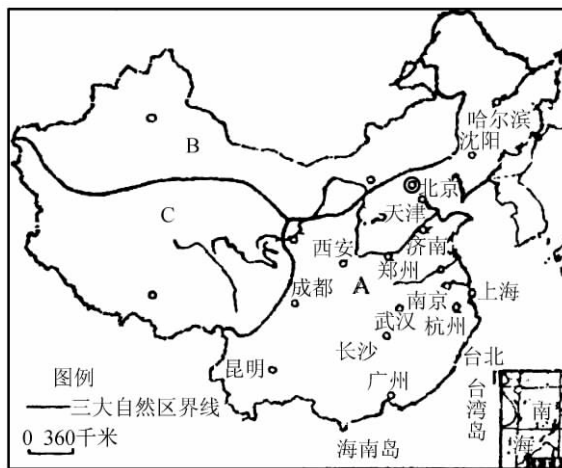 哈尔滨
沈阳
B
北京
天津
C
济南
西安
郑州
A
成都
南京
上海
武汉
杭州
长沙
昆明
台北
台湾岛
广州
图例
三大自然区界线
0 360千米
海南岛
南
海